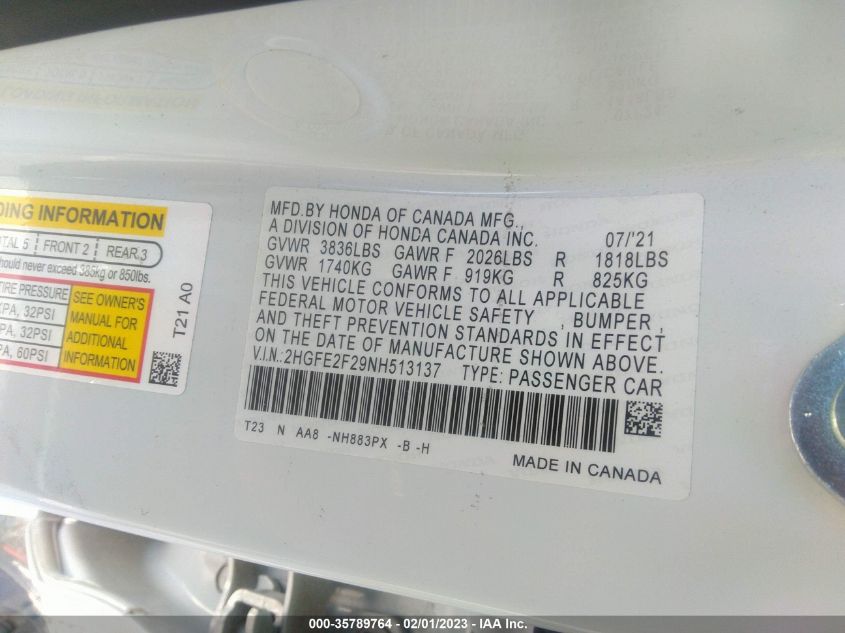 DING INFORMATION
TAL 5 FRONT 2 REAR 3
should never exceed 385kg or 850lbs.
TIRE PRESSURE
PA, 32PSI
PA, 32PSI
PA, 60PSI
SEE OWNER'S
MANUAL FOR
ADDITIONAL
INFORMATION
T21 A0
MFD.BY HONDA OF CANADA MFG.,
A DIVISION OF HONDA CANADA INC. 07/'21
GVWR 3836LBS GAWR F 2026LBS R 1818LBS
GVWR 1740KG GAWR F 919KG R 825KG
THIS VEHICLE CONFORMS TO ALL APPLICABLE
FEDERAL MOTOR VEHICLE SAFETY , BUMPER ,
AND THEFT PREVENTION STANDARDS IN EFFECT
ON THE DATE OF MANUFACTURE SHOWN ABOVE.
V.I.N.:2HGFE2F29NH513137 TYPE: PASSENGER CAR
T23 N AA8 -NH883PX -B -H
MADE IN CANADA
000-35789764 - 02/01/2023 - IAA Inc.